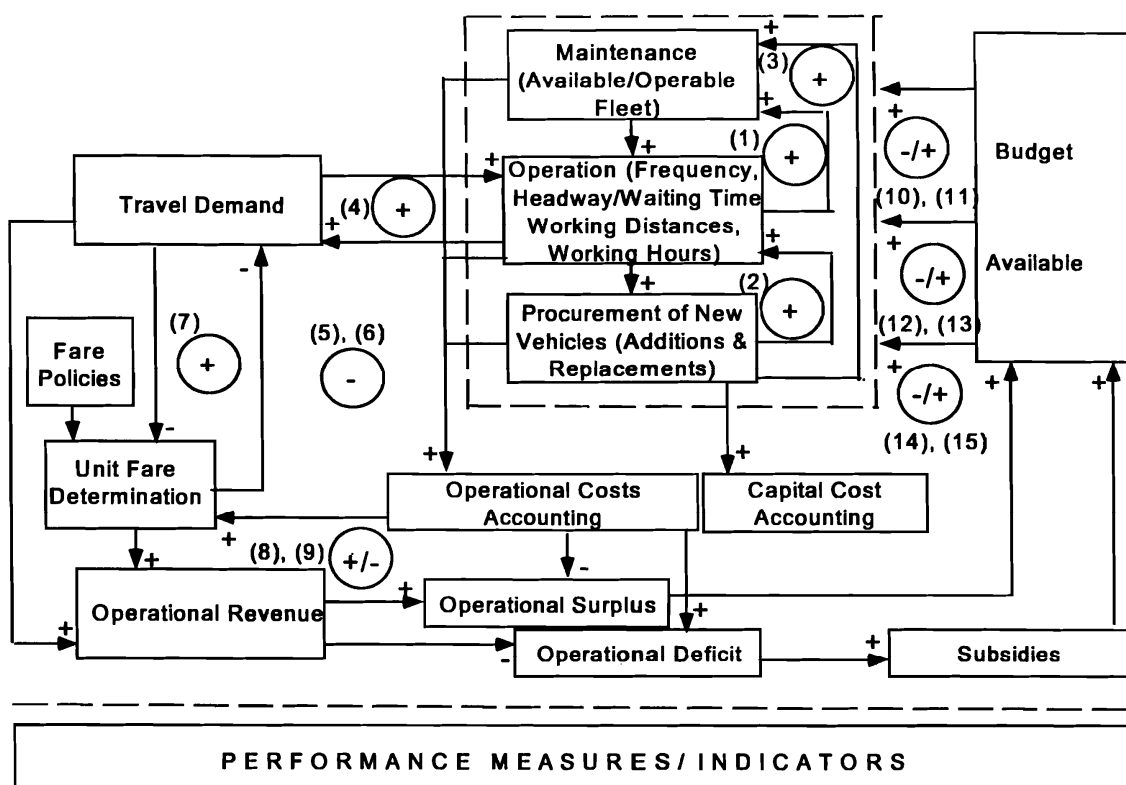 Maintenance
(Available/Operable
Fleet)
+
(3)
+
+
+
(1)
+
+
Operation (Frequency,
Headway/Waiting Time
Working Distances,
Working Hours)
+
+
(2)
+
Procurement of New
Vehicles (Additions &
Replacements)
Travel Demand
+
(4)
+
+
-
Budget
Available
+
-/+
(10), (11)
+
-/+
(12), (13)
+
-/+
(14), (15)
+
+
Fare
Policies
(7)
+
-
(5), (6)
-
Unit Fare
Determination
+
+
Operational Costs
Accounting
+
Capital Cost
Accounting
+
+
(8), (9)
+/-
-
+
Operational Revenue
+
-
Operational Surplus
+
Operational Deficit
+
Subsidies
PERFORMANCE MEASURES/ INDICATORS